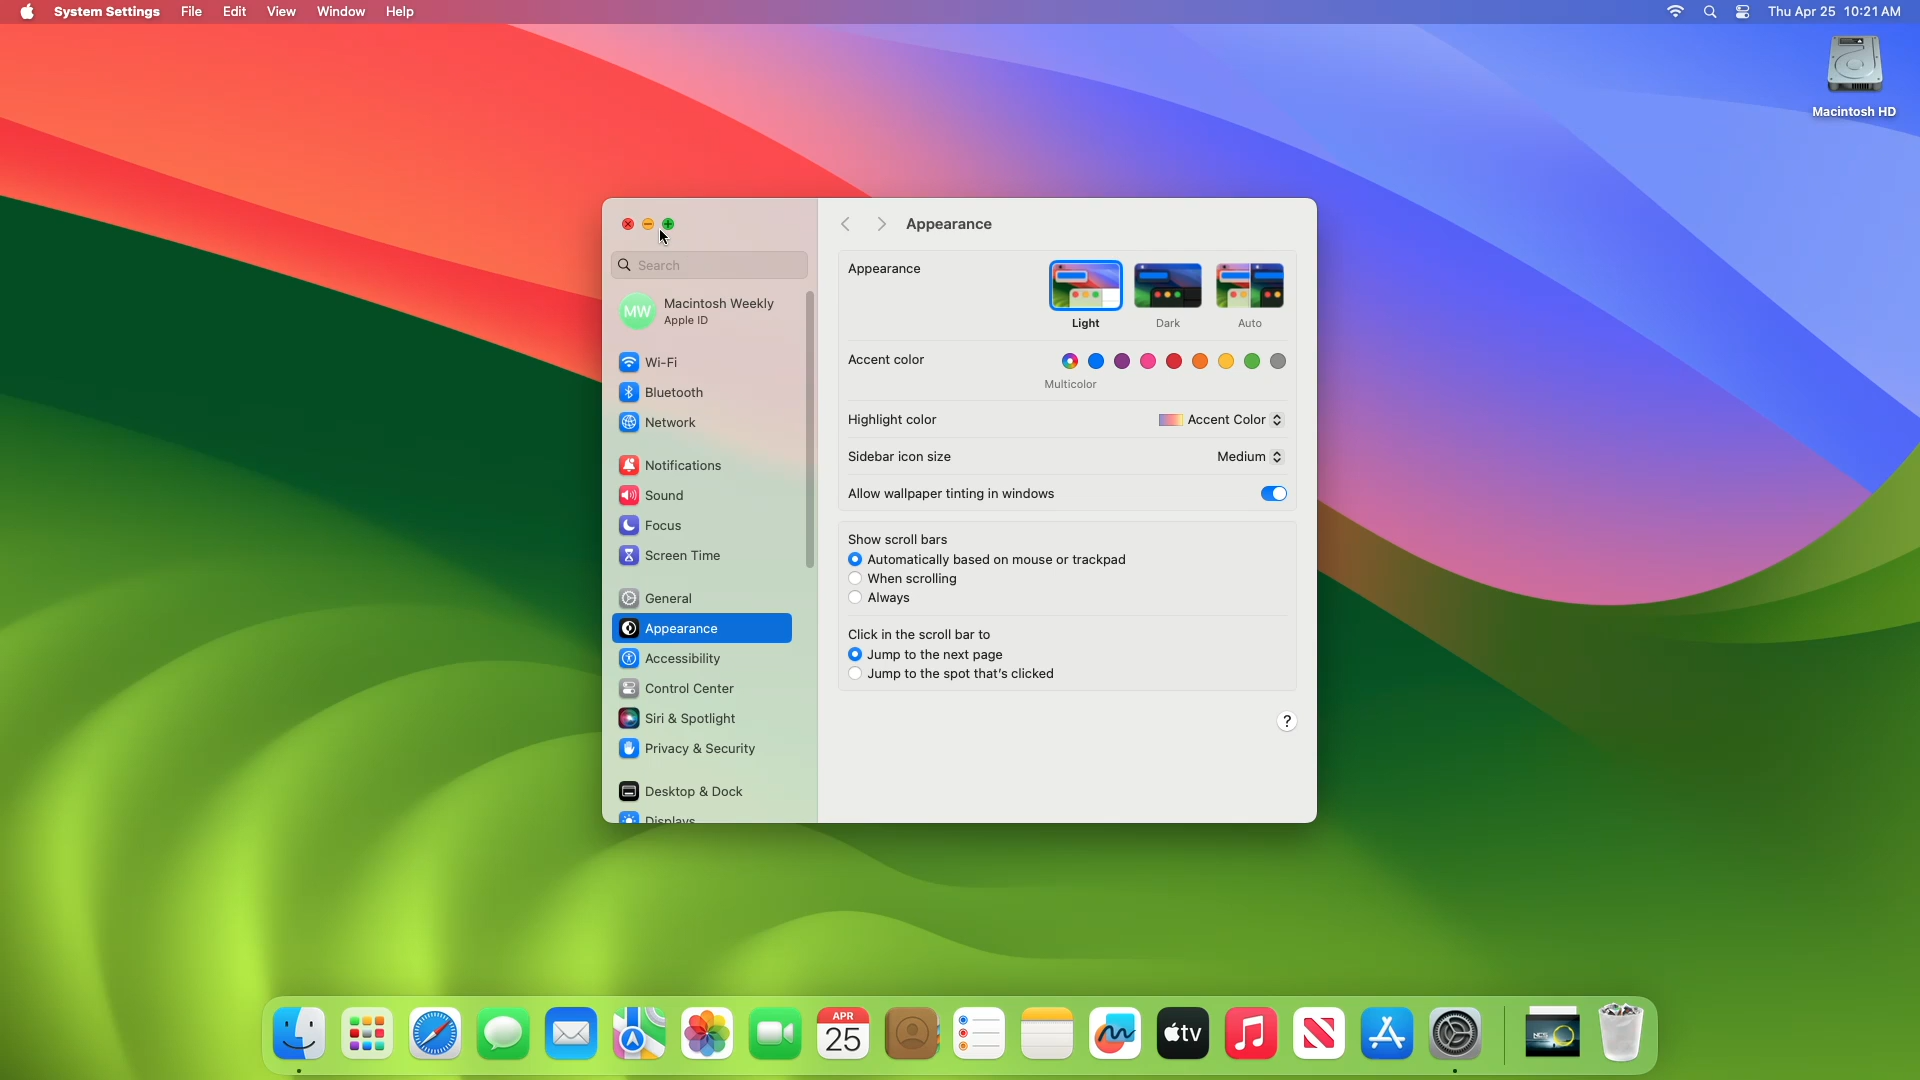 System Settings File Edit View Window Help
Thu Apr 25 10:21 AM
Macintosh HD
Search
MW
Macintosh Weekly
Apple ID
Wi-Fi
Bluetooth
Network
Notifications
Sound
Focus
Screen Time
General
Appearance
Accessibility
Control Center
Siri & Spotlight
Privacy & Security
Desktop & Dock
Displays
Appearance
Appearance
Light
Dark
Auto
Accent color
Multicolor
Highlight color
Accent Color
Sidebar icon size
Medium
Allow wallpaper tinting in windows
Show scroll bars
Automatically based on mouse or trackpad
When scrolling
Always
Click in the scroll bar to
Jump to the next page
Jump to the spot that's clicked
?
APR
25
tv